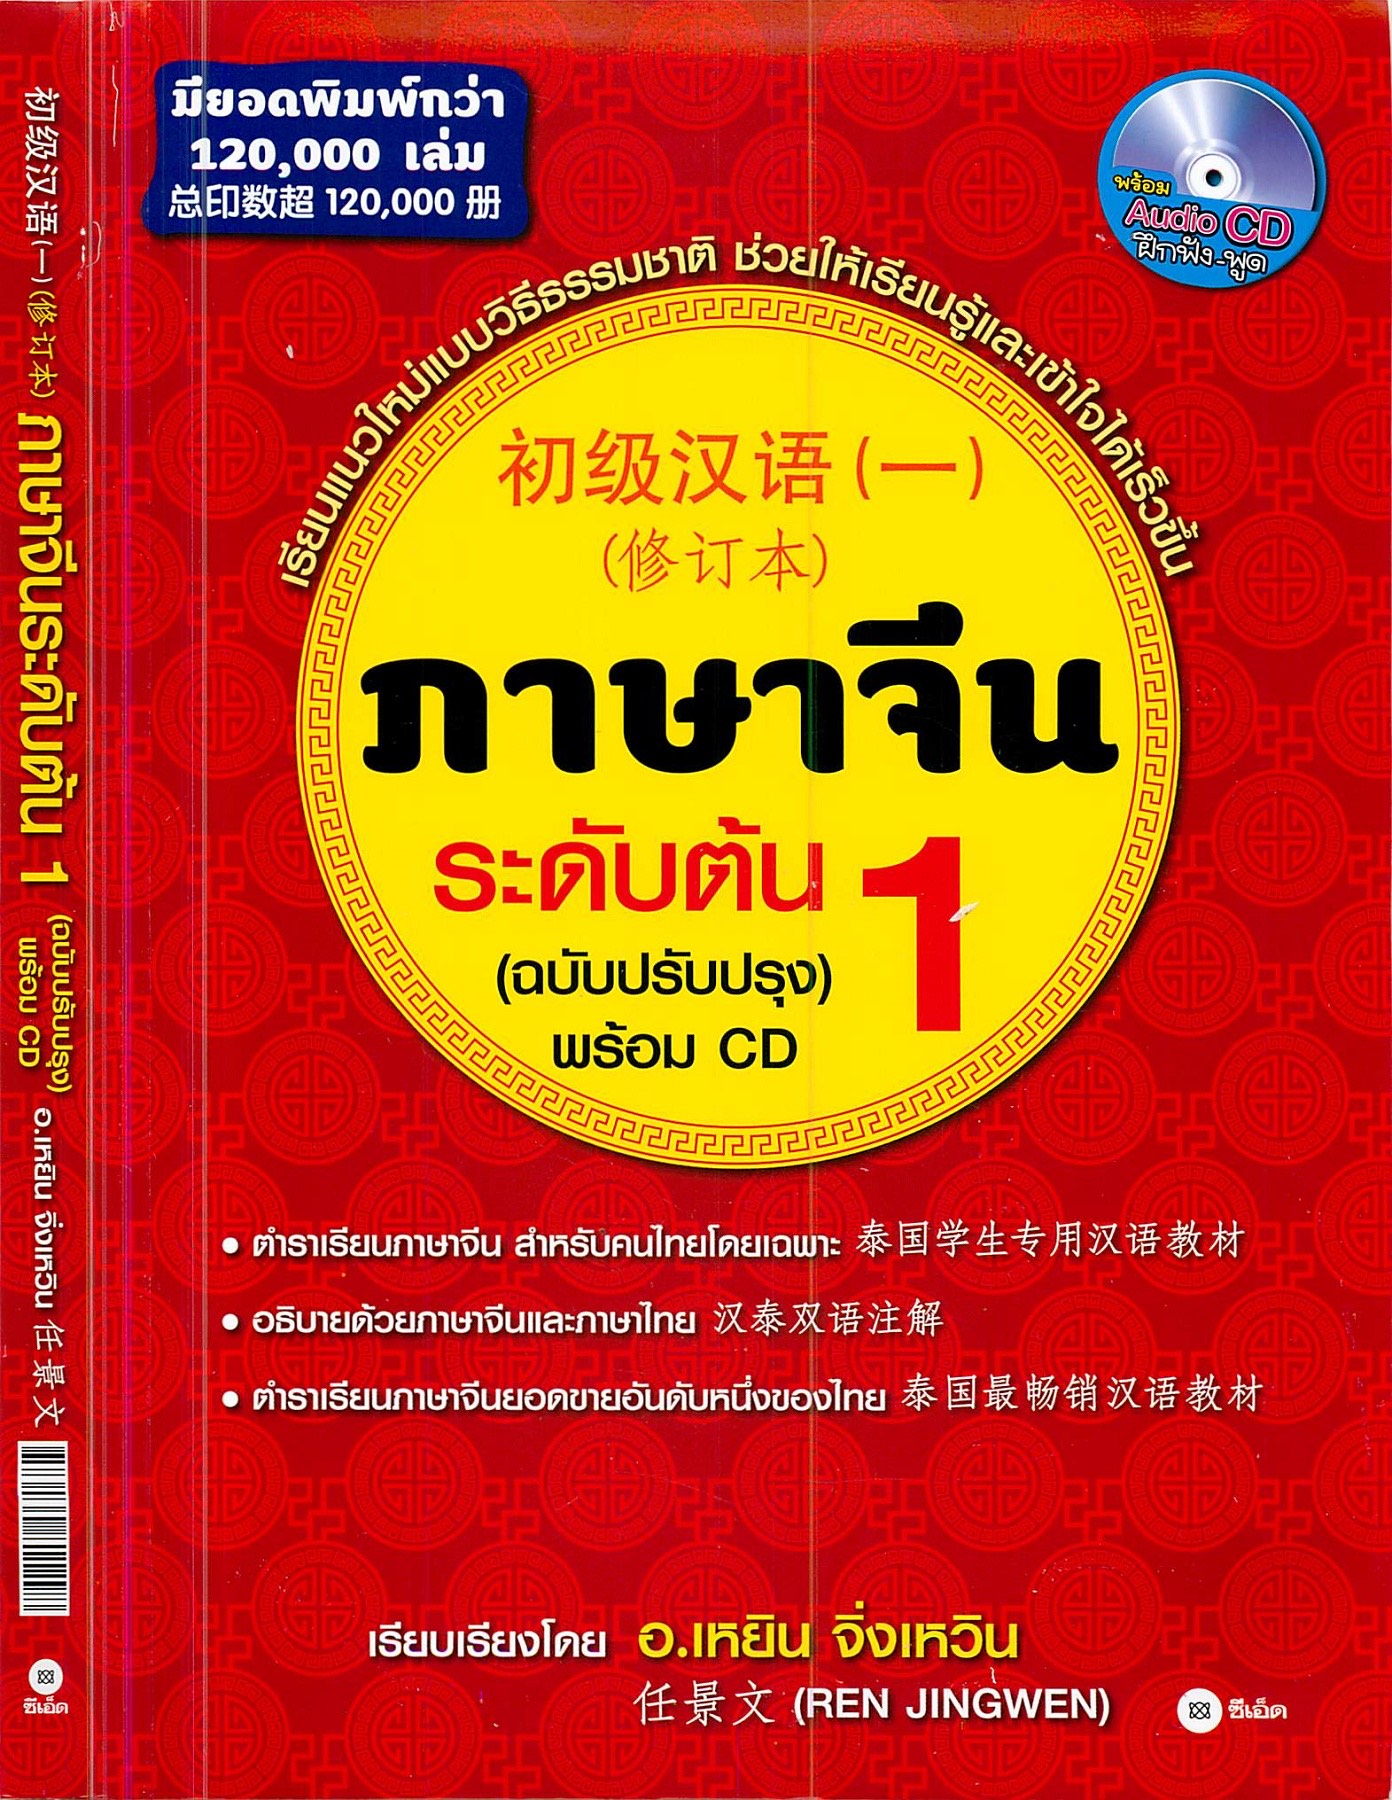 初级汉语(一)(修订本) ภาษาจีนระดับต้น 1 (ฉบับปรับปรุง) พร้อม CD อ.เหยิน จิ่งเหวิน 任景文
ซีเอ็ด
มียอดพิมพ์กว่า
120,000 เล่ม
总印数超 120,000 册
พร้อม
Audio CD
ฝึกฟัง-พูด
เรียนแนวใหม่แบบวิธีธรรมชาติ ช่วยให้เรียนรู้และเข้าใจได้เร็วขึ้น
初级汉语(一)
(修订本)
ภาษาจีน
ระดับต้น 1
(ฉบับปรับปรุง)
พร้อม CD
• ตำราเรียนภาษาจีน สำหรับคนไทยโดยเฉพาะ 泰国学生专用汉语教材
• อธิบายด้วยภาษาจีนและภาษาไทย 汉泰双语注解
• ตำราเรียนภาษาจีนยอดขายอันดับหนึ่งของไทย 泰国最畅销汉语教材
เรียบเรียงโดย อ.เหยิน จิ่งเหวิน
任景文 (REN JINGWEN)
ซีเอ็ด